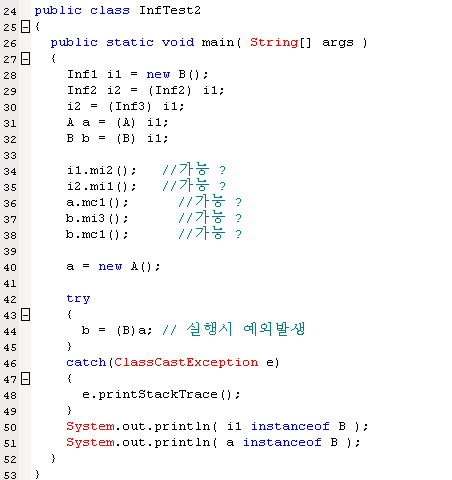 24 public class InfTest2
25 {
26 public static void main( String[] args )
27 {
28 Inf1 i1 = new B();
29 Inf2 i2 = (Inf2) i1;
30 i2 = (Inf3) i1;
31 A a = (A) i1;
32 B b = (B) i1;
33
34 i1.mi2(); //가능 ?
35 i2.mi1(); //가능 ?
36 a.mc1(); //가능 ?
37 b.mi3(); //가능 ?
38 b.mc1(); //가능 ?
39
40 a = new A();
41
42 try
43 {
44 b = (B)a; // 실행시 예외발생
45 }
46 catch(ClassCastException e)
47 {
48 e.printStackTrace();
49 }
50 System.out.println( i1 instanceof B );
51 System.out.println( a instanceof B );
52 }
53 }